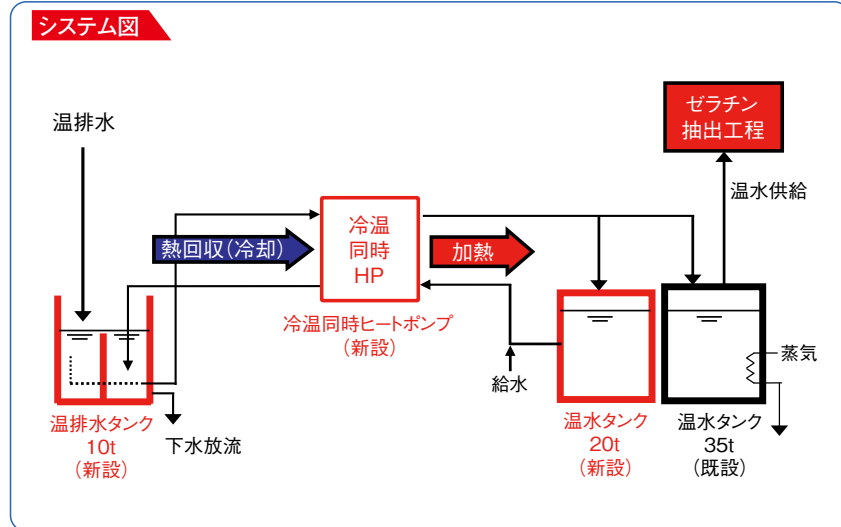 システム図
温排水
ゼラチン
抽出工程
温水供給
熱回収(冷却)
冷温
同時
HP
加熱
冷温同時ヒートポンプ
(新設)
給水
蒸気
温排水タンク
10t
(新設)
下水放流
温水タンク
20t
(新設)
温水タンク
35t
(既設)